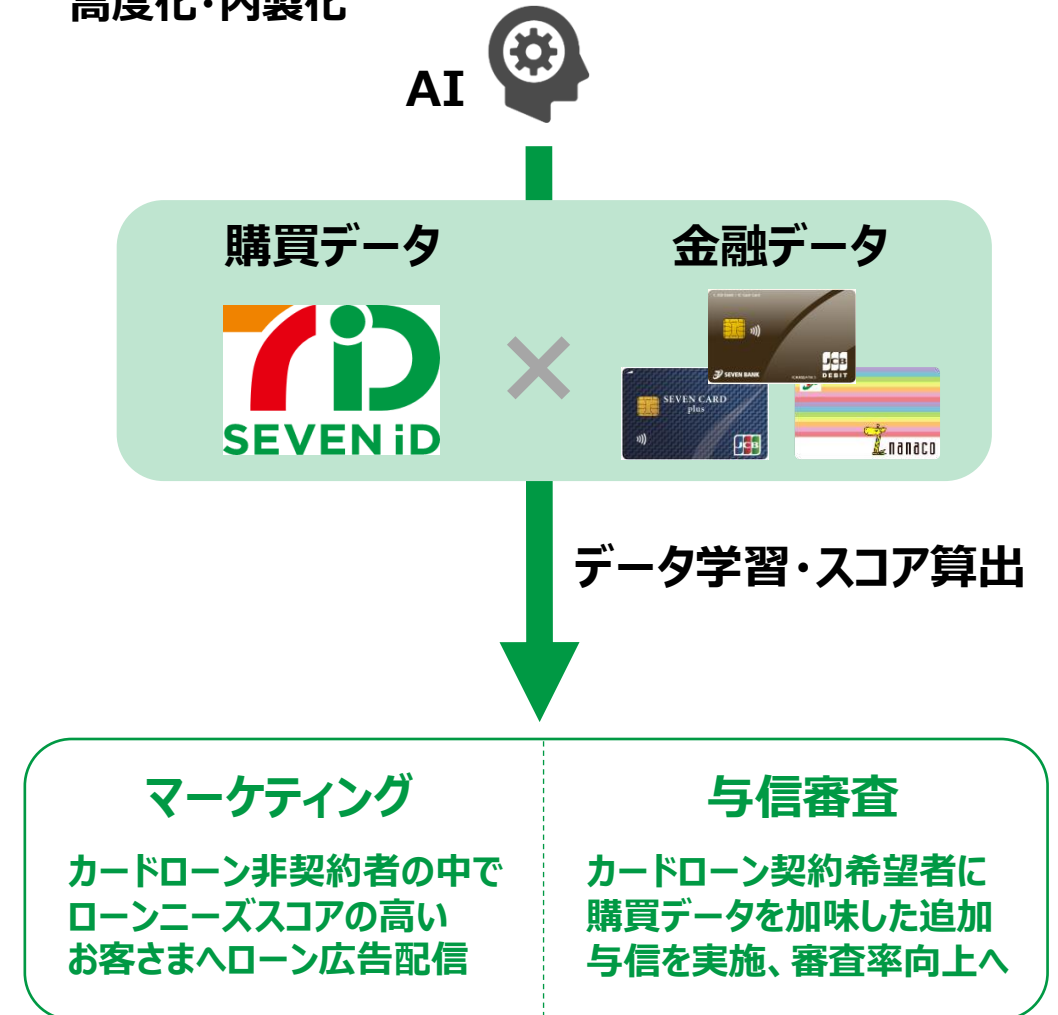 高度化・内製化
AI
購買データ
金融データ
SEVEN iD
JCB
DEBIT
SEVEN BANK
SEVEN CARD
plus
JCB
nanaco
データ学習・スコア算出
マーケティング
カードローン非契約者の中で
ローンニーズスコアの高い
お客さまへローン広告配信
与信審査
カードローン契約希望者に
購買データを加味した追加
与信を実施、審査率向上へ